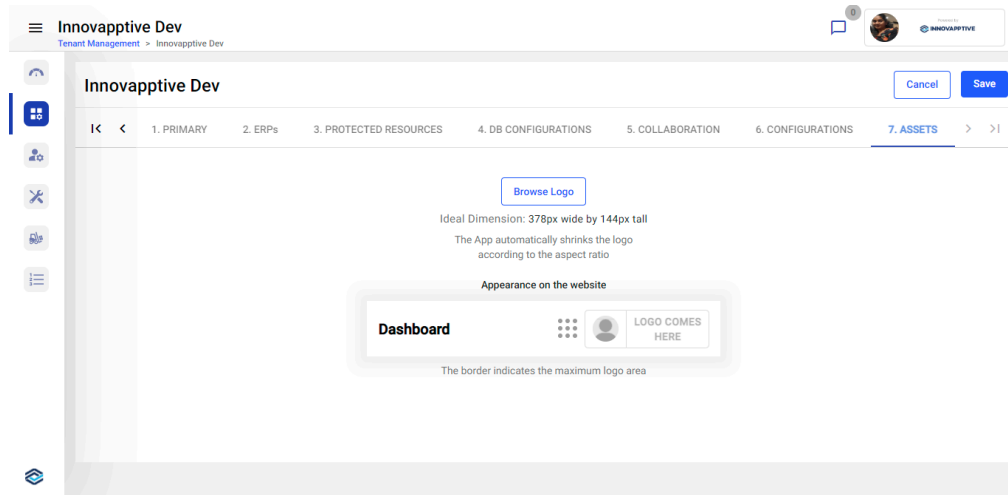 Innovapptive Dev
Tenant Management > Innovapptive Dev
0
Powered by
INNOVAPPTIVE
Innovapptive Dev
Cancel
Save
1. PRIMARY
2. ERPs
3. PROTECTED RESOURCES
4. DB CONFIGURATIONS
5. COLLABORATION
6. CONFIGURATIONS
7. ASSETS
Browse Logo
Ideal Dimension: 378px wide by 144px tall
The App automatically shrinks the logo
according to the aspect ratio
Appearance on the website
Dashboard
LOGO COMES
HERE
The border indicates the maximum logo area